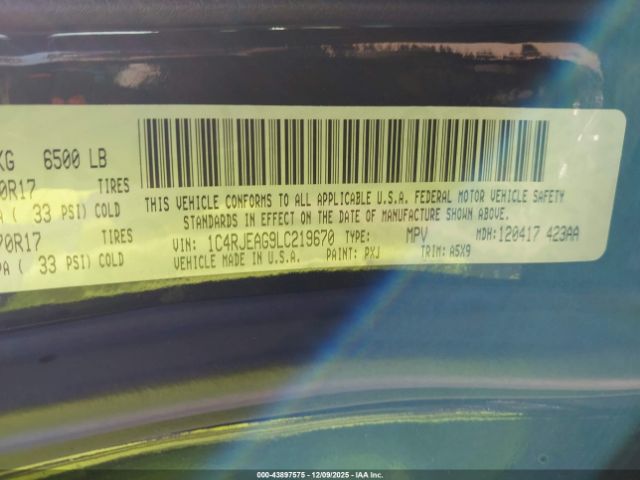 KG 6500 LB
0R17 TIRES
A ( 33 PSI) COLD
70R17 TIRES
PA ( 33 PSI) COLD
THIS VEHICLE CONFORMS TO ALL APPLICABLE U.S.A. FEDERAL MOTOR VEHICLE SAFETY
STANDARDS IN EFFECT ON THE DATE OF MANUFACTURE SHOWN ABOVE.
VIN: 1C4RJEAG9LC219670 TYPE: MPV MDH: 120417 423AA
VEHICLE MADE IN U.S.A. PAINT: PXJ TRIM: A5X9
00-43897575 - 12/09/2025 - IAA Inc.